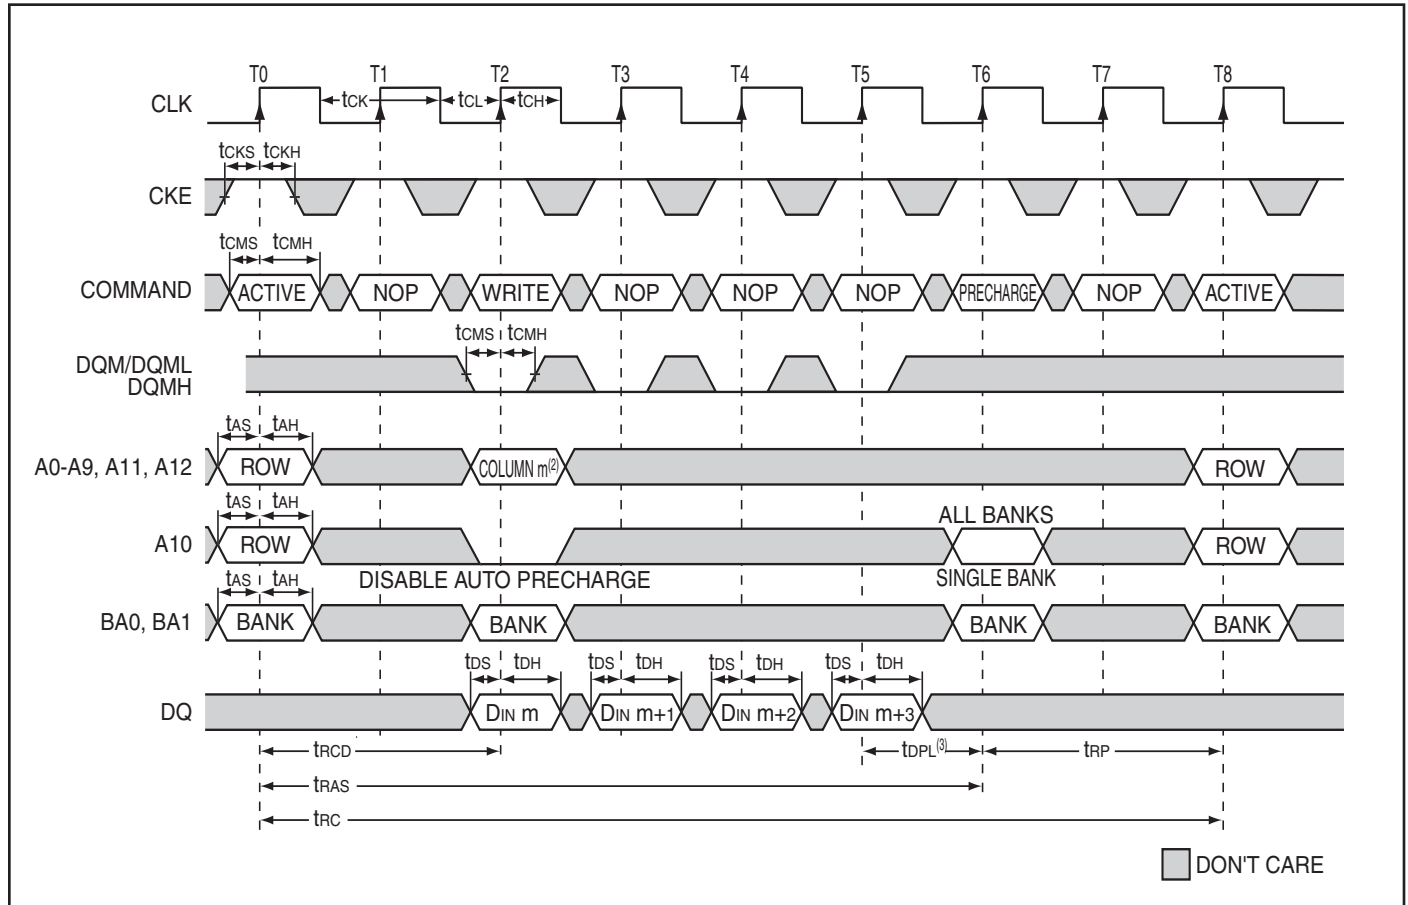 T0 T1 T2 T3 T4 T5 T6 T7 T8
CLK tCK tCL tCH
tCKS tCKH
CKE
tCMS tCMH
COMMAND ACTIVE NOP WRITE NOP NOP NOP PRECHARGE NOP ACTIVE
tCMS tCMH
DQM/DQML
DQMH
tAS tAH
A0-A9, A11, A12 ROW COLUMN m(2) ROW
tAS tAH ALL BANKS
A10 ROW ROW
DISABLE AUTO PRECHARGE SINGLE BANK
tAS tAH
BA0, BA1 BANK BANK BANK BANK
tDS tDH tDS tDH tDS tDH tDS tDH
DQ DIN m DIN m+1 DIN m+2 DIN m+3
tRCD tDPL(3) tRP
tRAS
tRC
DON'T CARE